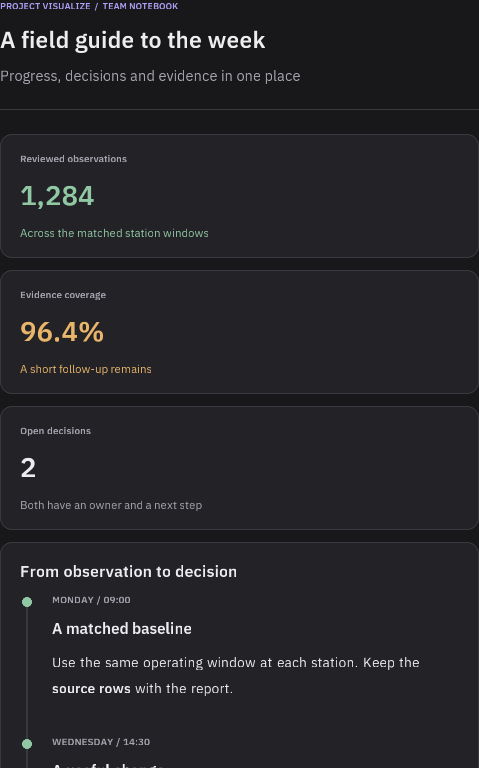 PROJECT VISUALIZE / TEAM NOTEBOOK
A field guide to the week
Progress, decisions and evidence in one place
Reviewed observations
1,284
Across the matched station windows
Evidence coverage
96.4%
A short follow-up remains
Open decisions
2
Both have an owner and a next step
From observation to decision
MONDAY / 09:00
A matched baseline
Use the same operating window at each station. Keep the
source rows with the report.
WEDNESDAY / 14:30
A useful change